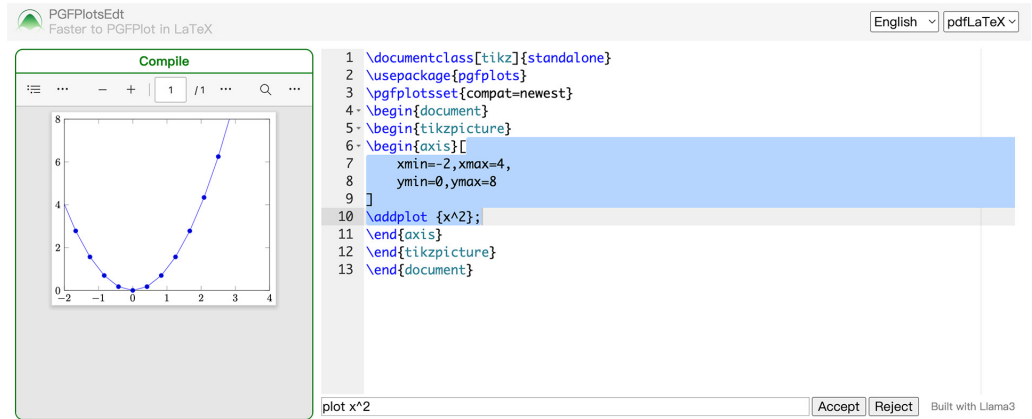 PGFPlotsEdt
Faster to PGFPlot in LaTeX
English
pdfLaTeX
Compile
1 /1
8
6
4
2
0
−2 −1 0 1 2 3 4
1 \documentclass[tikz]{standalone}
2 \usepackage{pgfplots}
3 \pgfplotsset{compat=newest}
4 \begin{document}
5 \begin{tikzpicture}
6 \begin{axis}[
7     xmin=-2,xmax=4,
8     ymin=0,ymax=8
9 ]
10 \addplot {x^2};
11 \end{axis}
12 \end{tikzpicture}
13 \end{document}
plot x^2
Accept
Reject
Built with Llama3